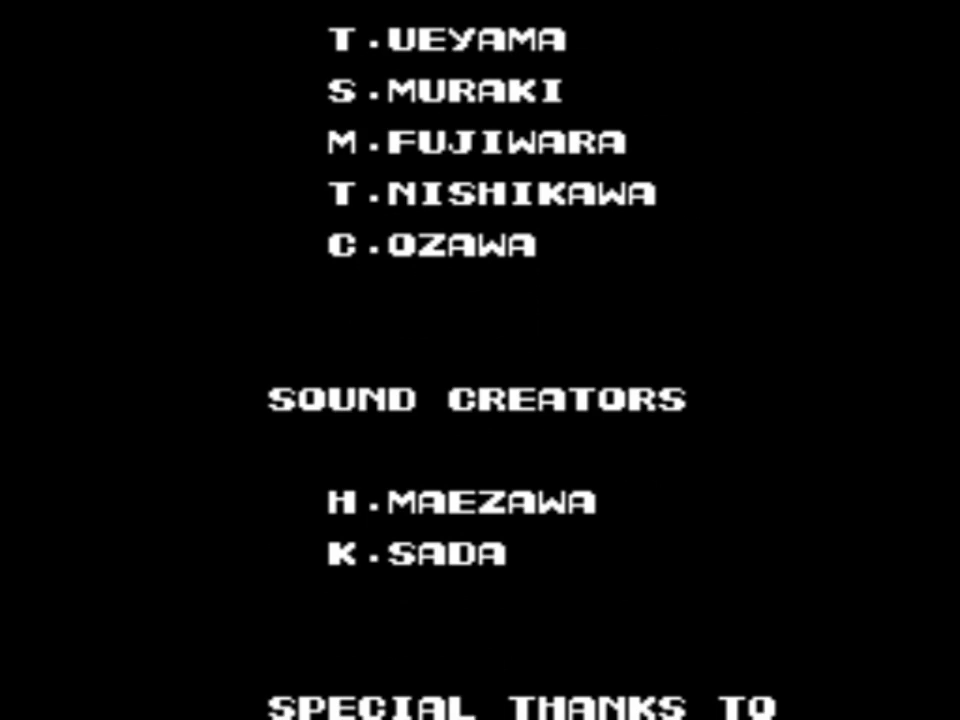 T.UEYAMA
S.MURAKI
M.FUJIWARA
T.NISHIKAWA
C.OZAWA
SOUND CREATORS
H.MAEZAWA
K.SADA
SPECIAL THANKS TO